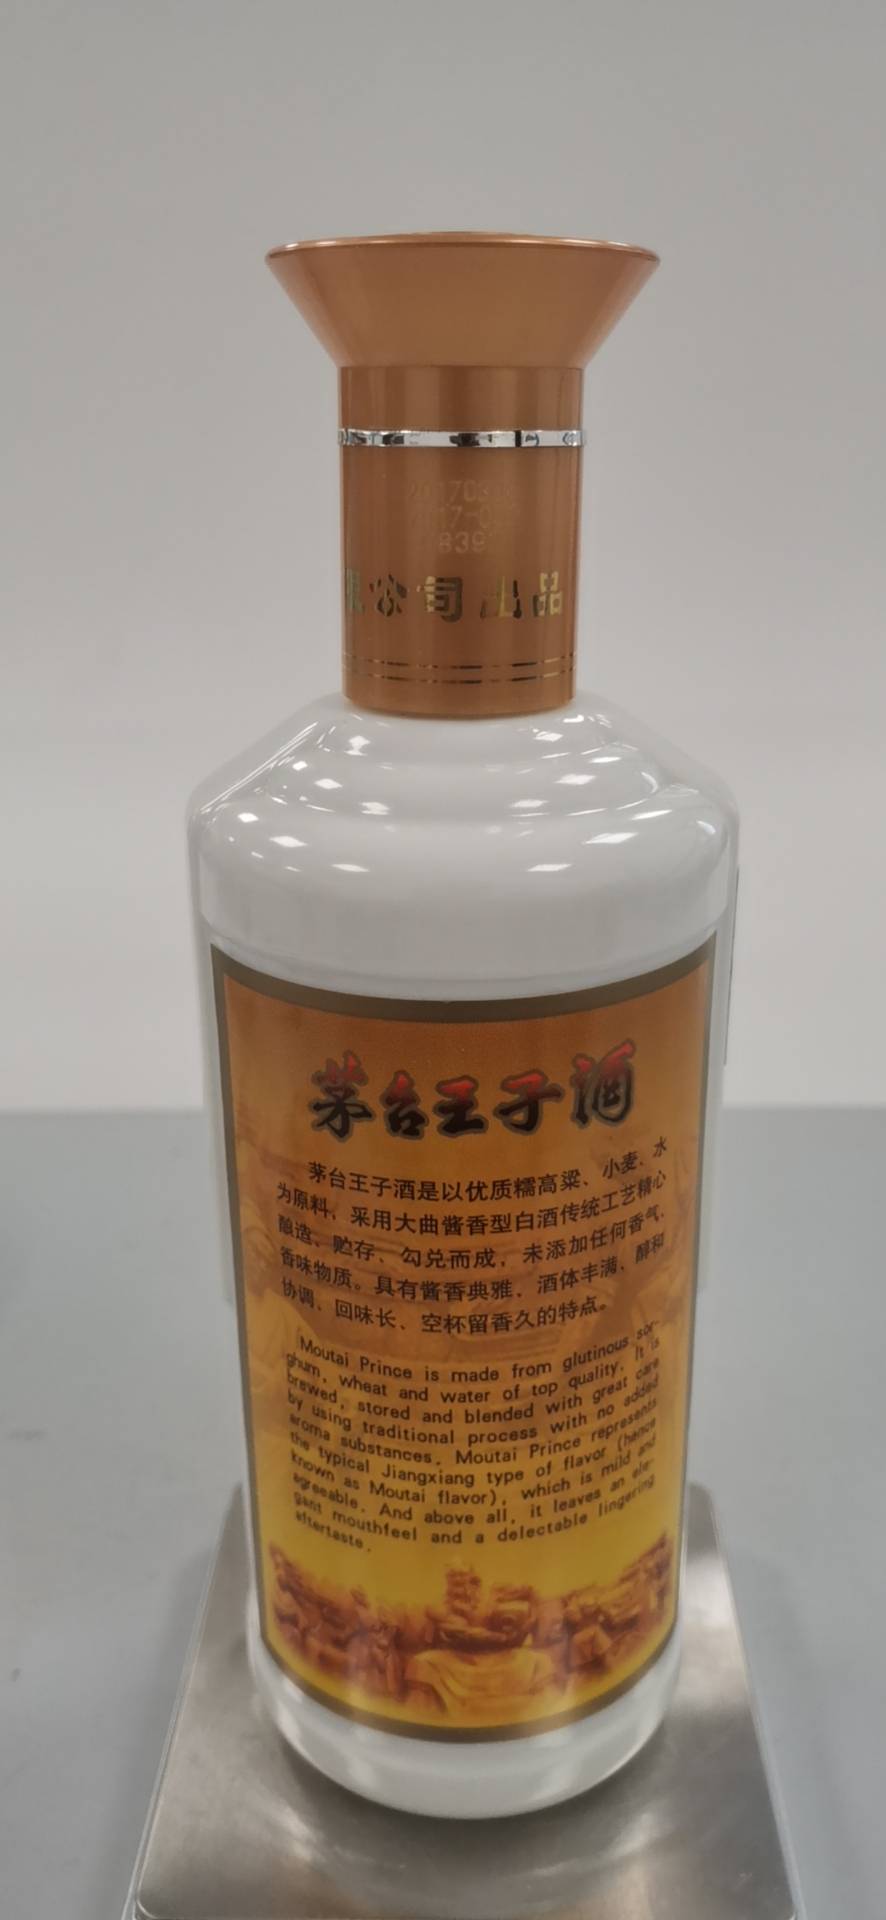 限公司出品
茅台王子酒
茅台王子酒是以优质糯高粱、小麦、水
为原料，采用大曲酱香型白酒传统工艺精心
酿造、贮存、勾兑而成，未添加任何香气、
香味物质。具有酱香典雅、酒体丰满、醇和
协调、回味长、空杯留香久的特点。
Moutai Prince is made from glutinous sor-
ghum, wheat and water of top quality. It is
brewed, stored and blended with great care
by using traditional process with no added
aroma substances. Moutai Prince represents
the typical Jiangxiang type of flavor (hence
known as Moutai flavor), which is mild and
agreeable. And above all, it leaves an ele-
gant mouthfeel and a delectable lingering
aftertaste.